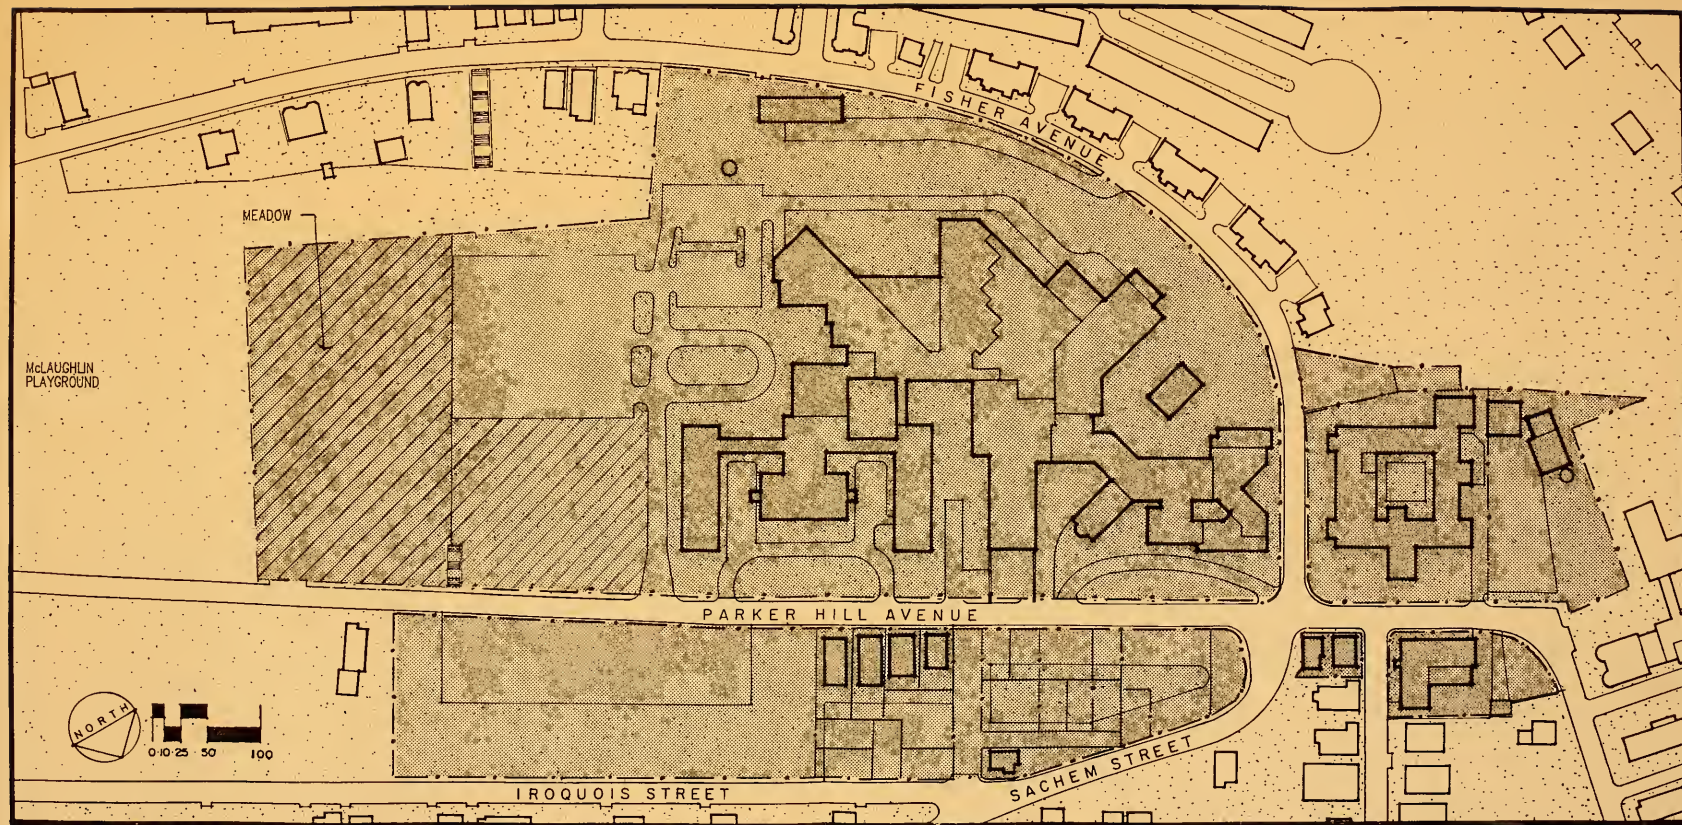 FISHER AVENUE
MEADOW
McLAUGHLIN
PLAYGROUND
PARKER HILL AVENUE
NORTH
0·10·25 50 100
IROQUOIS STREET
SACHEM STREET